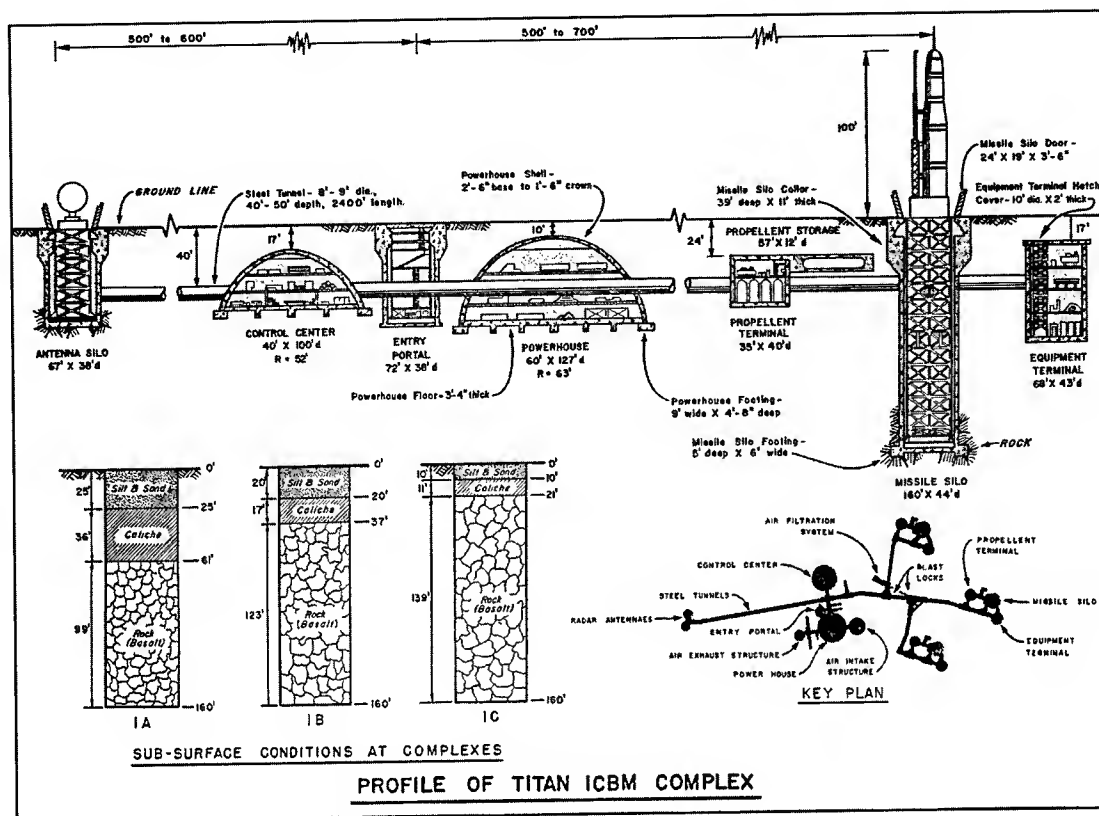 500' to 600'
500' to 700'
100'
Missile Silo Door-
24' X 19' X 3'-6"
Equipment Terminal Hatch
Cover-10' dia. X 2' thick
Powerhouse Shell-
2'-6" base to 1'-6" crown
Missile Silo Collar-
39' deep X 11' thick
GROUND LINE
Steel Tunnel- 8'- 9' dia.,
40'- 50' depth, 2400' length.
40'
17'
10'
24'
17'
PROPELLENT STORAGE
57' X 12' d
ANTENNA SILO
67' X 38'd
CONTROL CENTER
40' X 100'd
R = 52'
ENTRY
PORTAL
72' X 38'd
POWERHOUSE
60' X 127'd
R = 63'
PROPELLENT
TERMINAL
35' X 40'd
EQUIPMENT
TERMINAL
68' X 43'd
Powerhouse Floor-3'-4" thick
Powerhouse Footing-
9' wide X 4'-8" deep
Missile Silo Footing-
5' deep X 6' wide
ROCK
MISSILE SILO
160' X 44'd
0'
25'
Silt & Sand
25'
36'
Caliche
61'
99'
Rock
(Basalt)
160'
IA
0'
20'
Silt & Sand
20'
17'
Caliche
37'
123'
Rock
(Basalt)
160'
IB
0'
10'
Silt & Sand
10'
11'
Caliche
21'
139'
Rock
(Basalt)
160'
IC
SUB-SURFACE CONDITIONS AT COMPLEXES
AIR FILTRATION
SYSTEM
PROPELLENT
TERMINAL
CONTROL CENTER
BLAST
LOCKS
STEEL TUNNELS
MISSILE SILO
RADAR ANTENNAES
ENTRY PORTAL
EQUIPMENT
TERMINAL
AIR EXHAUST STRUCTURE
AIR INTAKE
STRUCTURE
POWER HOUSE
KEY PLAN
PROFILE OF TITAN ICBM COMPLEX